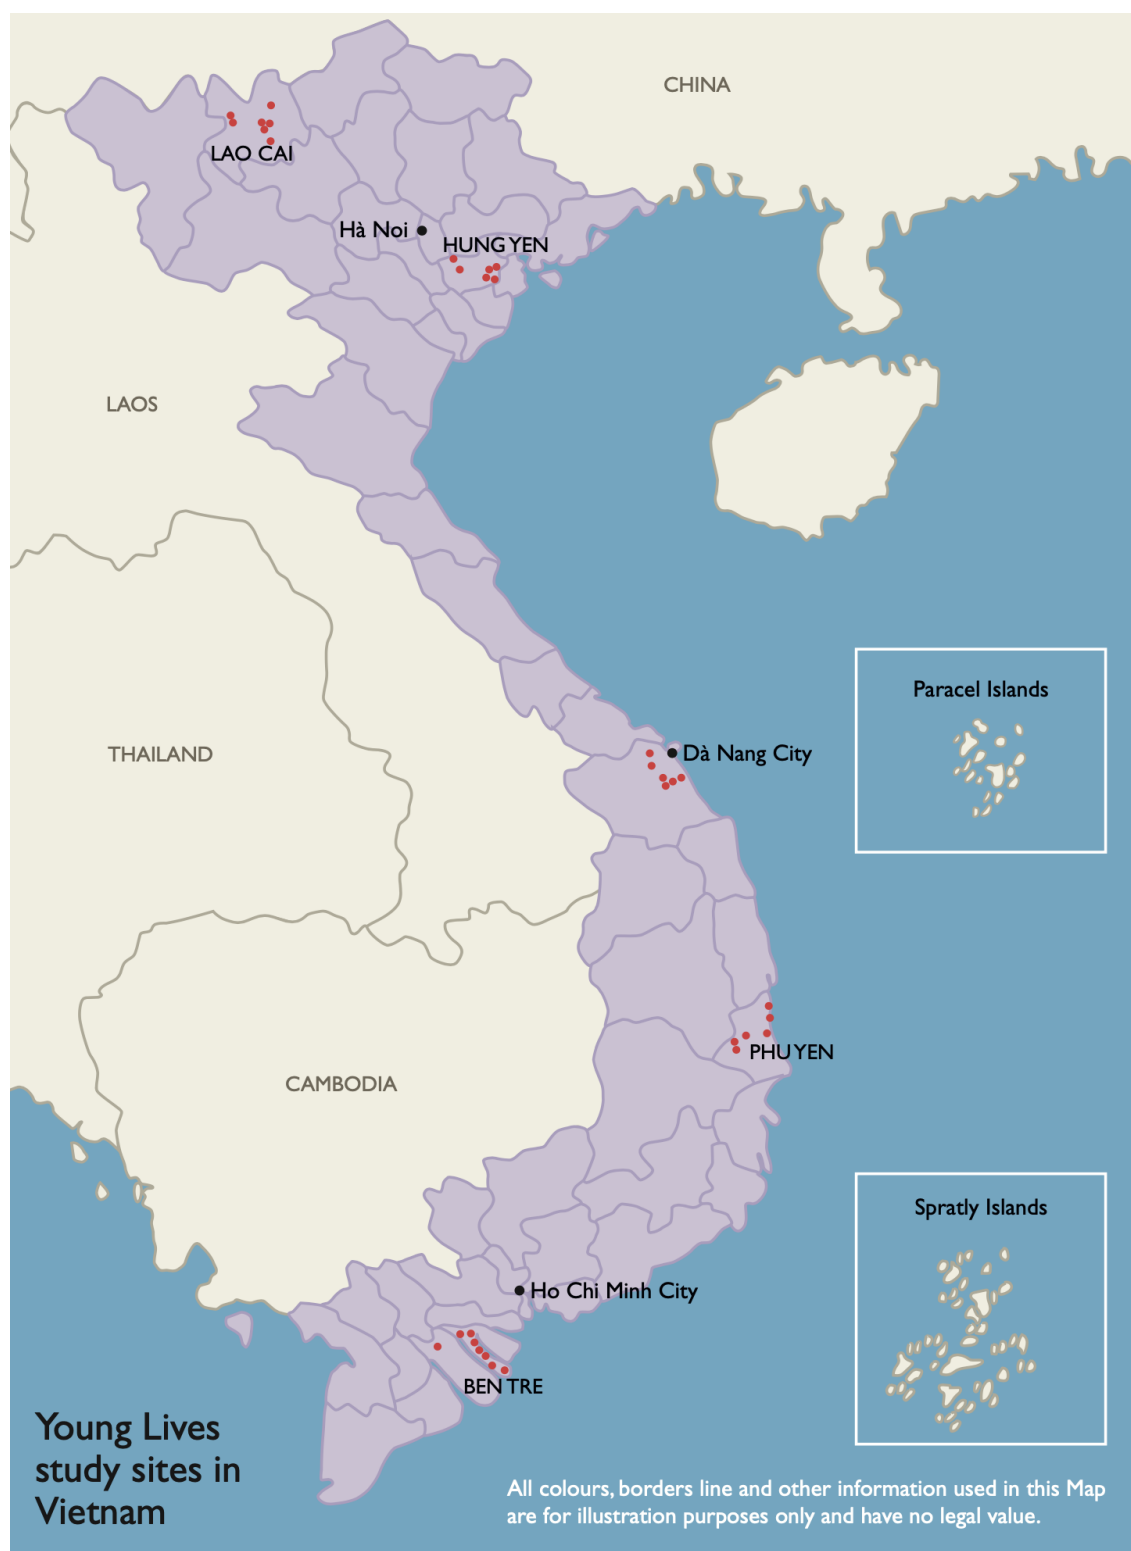 CHINA
LAO CAI
Hà Noi
HUNG YEN
LAOS
Paracel Islands
THAILAND
Dà Nang City
PHU YEN
CAMBODIA
Spratly Islands
Ho Chi Minh City
BEN TRE
Young Lives
study sites in
Vietnam
All colours, borders line and other information used in this Map
are for illustration purposes only and have no legal value.